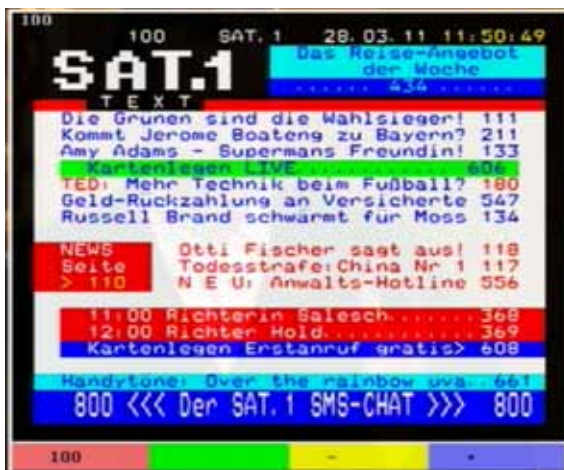 100
100 SAT.1 28.03.11 11:50:49
SAT.1
TEXT
Das Reise-Angebot
der Woche
...... 434 ......
Die Grünen sind die Wahlsieger! 111
Kommt Jerome Boateng zu Bayern? 211
Amy Adams - Supermans Freundin! 133
Kartenlegen LIVE............ 606
TED: Mehr Technik beim Fußball? 180
Geld-Rückzahlung an Versicherte 547
Russell Brand schwärmt für Moss 134
NEWS Otti Fischer sagt aus! 118
Seite Todesstrafe:China Nr 1 117
> 110 N E U: Anwalts-Hotline 556
11:00 Richterin Salesch....... 368
12:00 Richter Hold............ 369
Kartenlegen Erstanruf gratis> 608
Handytöne: Over the rainbow uva..661
800 <<< Der SAT.1 SMS-CHAT >>> 800
100 - +